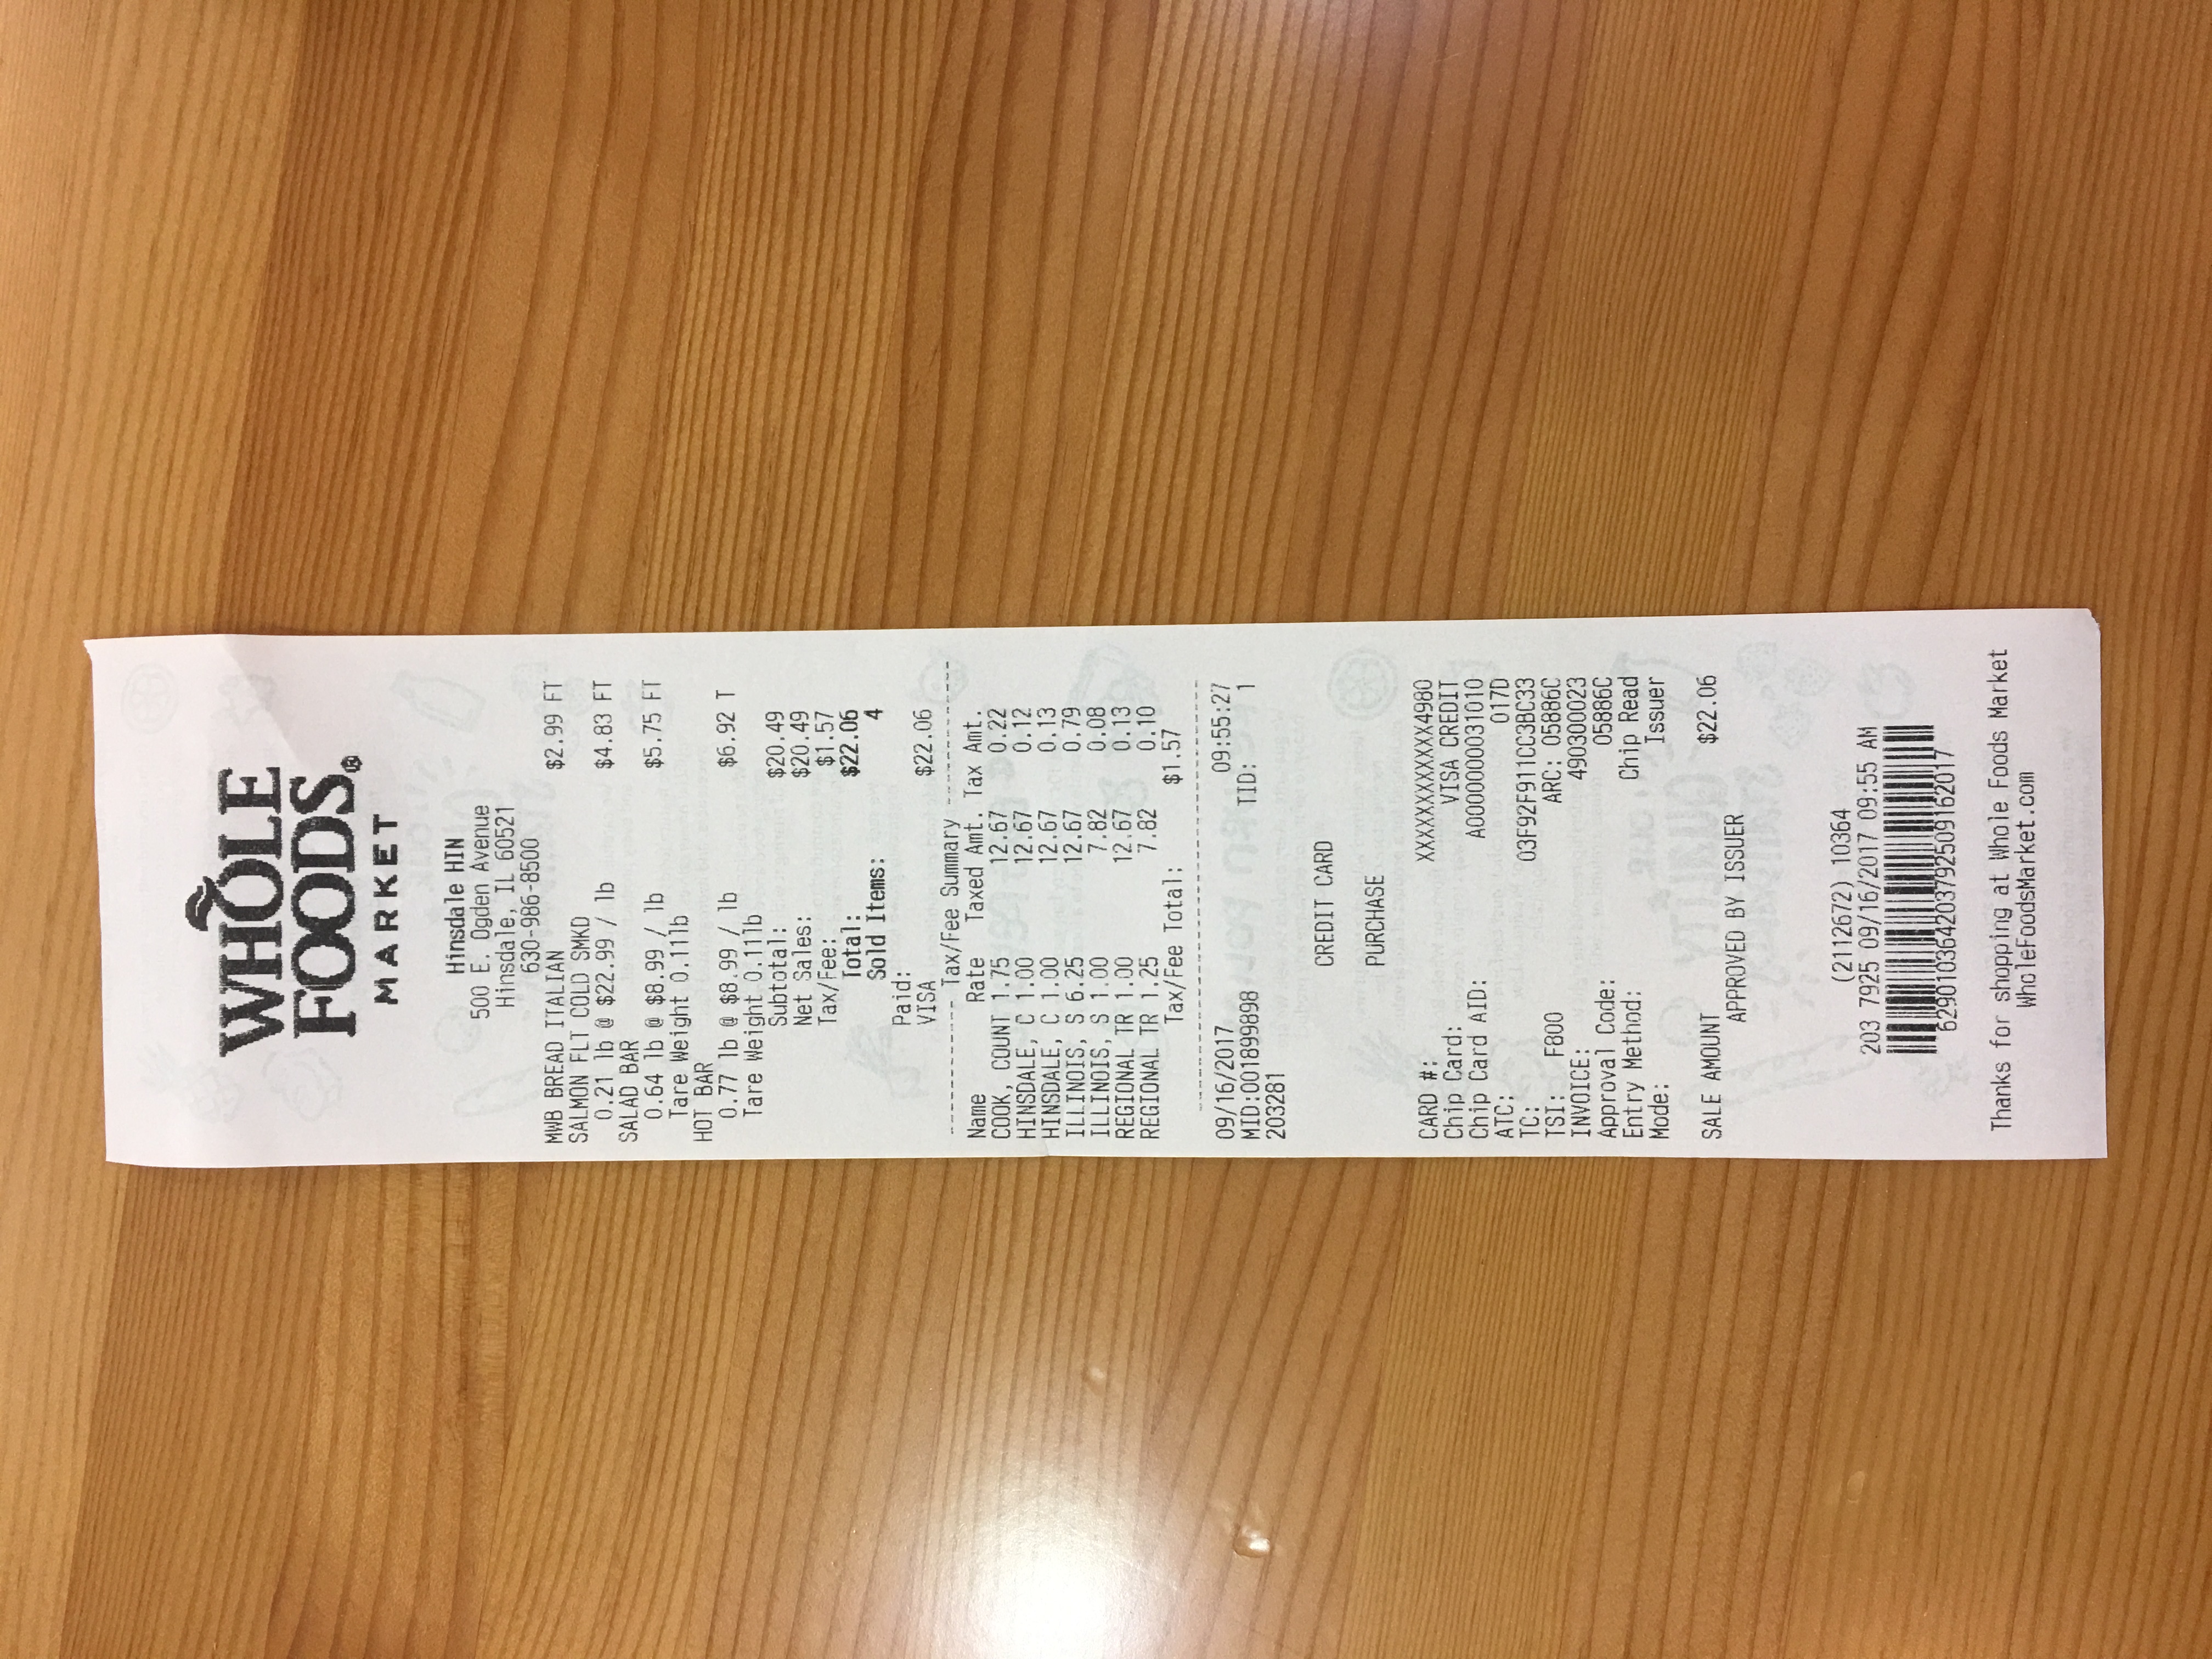 WHOLE
FOODS®
MARKET
Hinsdale HIN
500 E. Ogden Avenue
Hinsdale, IL 60521
630-986-8500
MWB BREAD ITALIAN $2.99 FT
SALMON FLT COLD SMKD
0.21 lb @ $22.99 / lb $4.83 FT
SALAD BAR
0.64 lb @ $8.99 / lb $5.75 FT
Tare Weight 0.11lb
HOT BAR
0.77 lb @ $8.99 / lb $6.92 T
Tare Weight 0.11lb
Subtotal: $20.49
Net Sales: $20.49
Tax/Fee: $1.57
Total: $22.06
Sold Items: 4
Paid:
VISA $22.06
----------- Tax/Fee Summary ------------
Name Rate Taxed Amt. Tax Amt.
COOK, COUNT 1.75 12.67 0.22
HINSDALE, C 1.00 12.67 0.12
HINSDALE, C 1.00 12.67 0.13
ILLINOIS, S 6.25 12.67 0.79
ILLINOIS, S 1.00 7.82 0.08
REGIONAL TR 1.00 12.67 0.13
REGIONAL TR 1.25 7.82 0.10
Tax/Fee Total: $1.57
09/16/2017 09:55:27
MID:001899898 TID: 1
203281
CREDIT CARD
PURCHASE
CARD #: XXXXXXXXXXXX4980
Chip Card: VISA CREDIT
Chip Card AID: A0000000031010
ATC: 017D
TC: 03F92F911CC3BC33
TSI: F800 ARC: 05886C
INVOICE: 490300023
Approval Code: 05886C
Entry Method: Chip Read
Mode: Issuer
SALE AMOUNT $22.06
APPROVED BY ISSUER
(2112672) 10364
203 7925 09/16/2017 09:55 AM
629010364203792509162017
Thanks for shopping at Whole Foods Market
WholeFoodsMarket.com